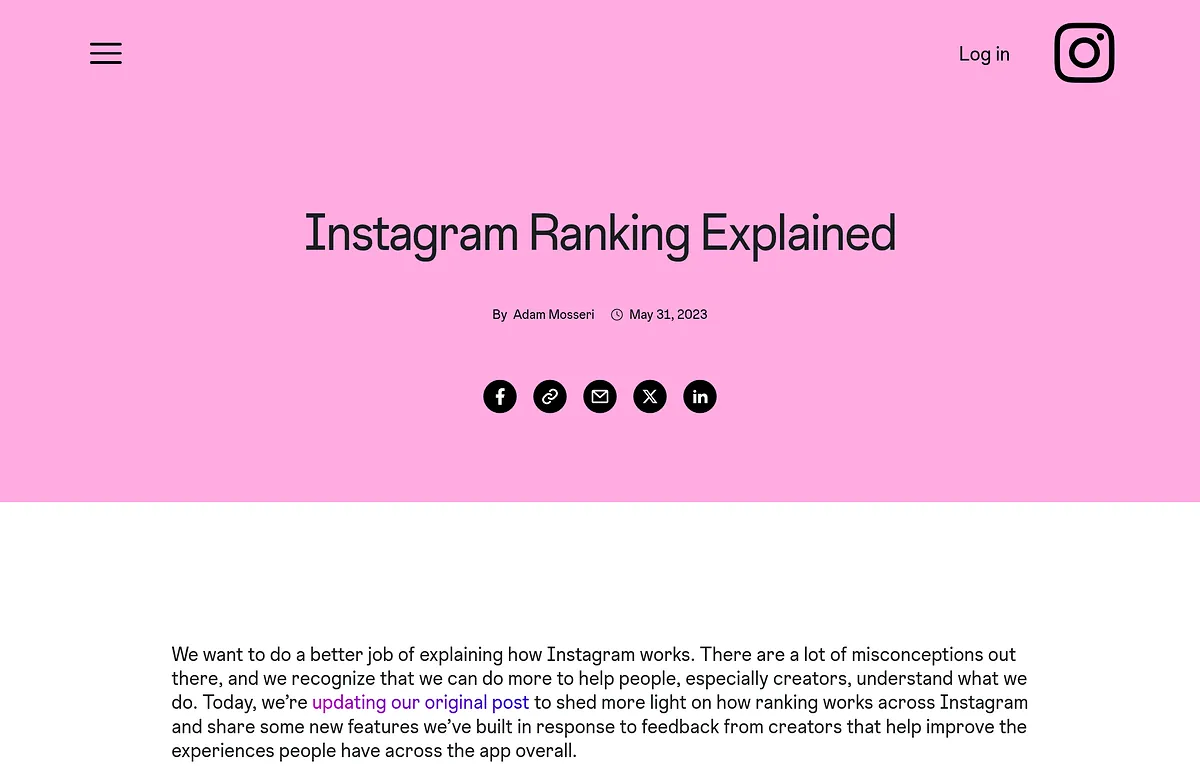 Log in
Instagram Ranking Explained
By Adam Mosseri May 31, 2023
We want to do a better job of explaining how Instagram works. There are a lot of misconceptions out
there, and we recognize that we can do more to help people, especially creators, understand what we
do. Today, we’re updating our original post to shed more light on how ranking works across Instagram
and share some new features we’ve built in response to feedback from creators that help improve the
experiences people have across the app overall.